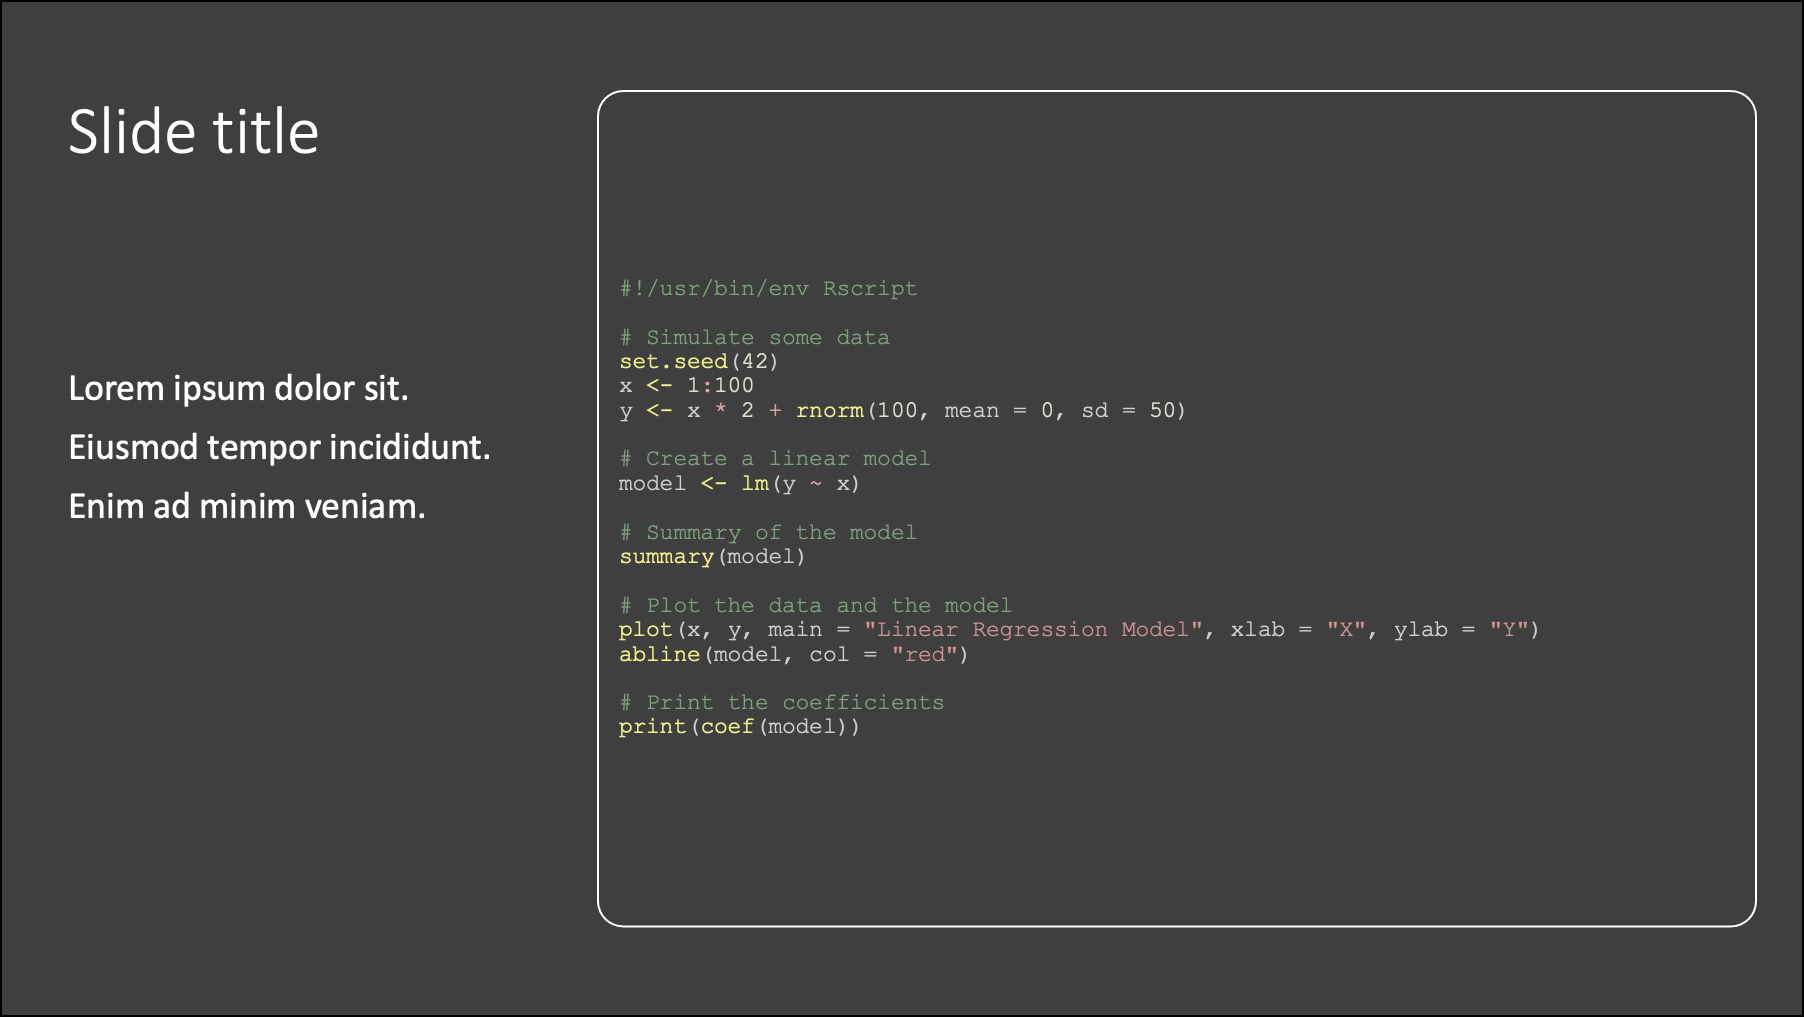 Slide title
Lorem ipsum dolor sit.
Eiusmod tempor incididunt.
Enim ad minim veniam.
#!/usr/bin/env Rscript
# Simulate some data
set.seed(42)
x <- 1:100
y <- x * 2 + rnorm(100, mean = 0, sd = 50)
# Create a linear model
model <- lm(y ~ x)
# Summary of the model
summary(model)
# Plot the data and the model
plot(x, y, main = "Linear Regression Model", xlab = "X", ylab = "Y")
abline(model, col = "red")
# Print the coefficients
print(coef(model))